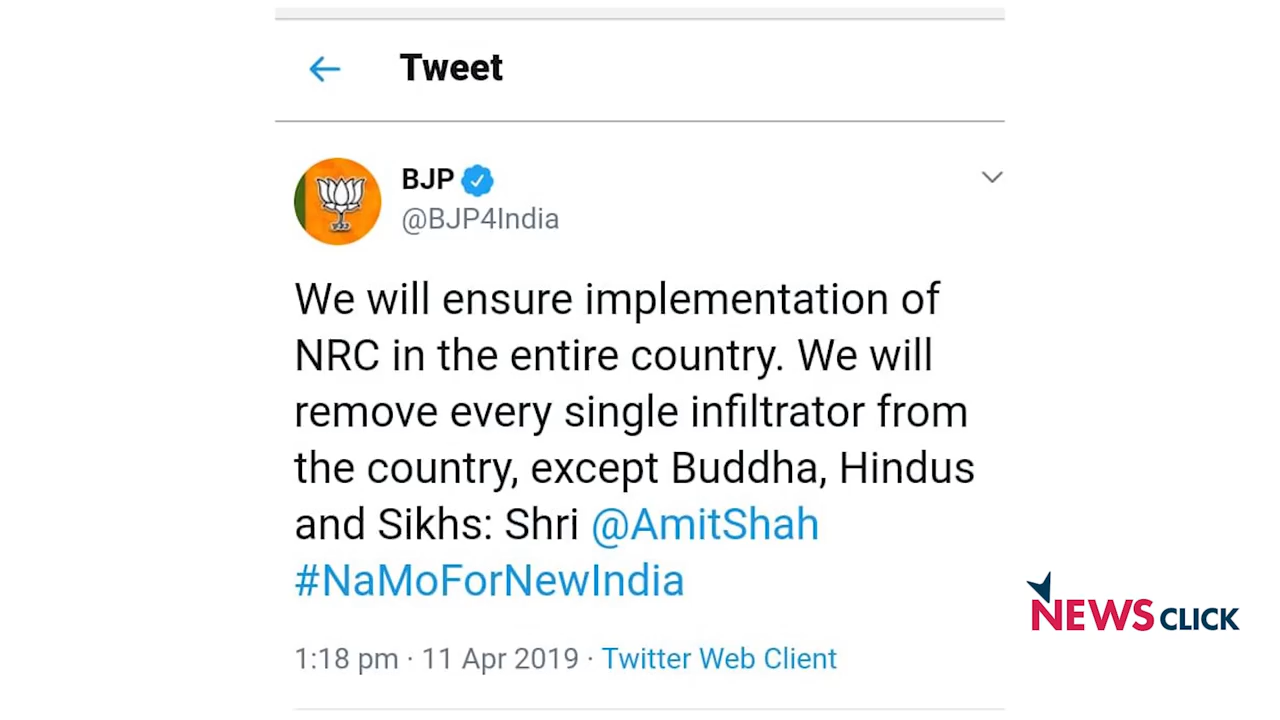 Tweet
BJP
@BJP4India
We will ensure implementation of
NRC in the entire country. We will
remove every single infiltrator from
the country, except Buddha, Hindus
and Sikhs: Shri @AmitShah
#NaMoForNewIndia
1:18 pm · 11 Apr 2019 · Twitter Web Client
NEWSCLICK